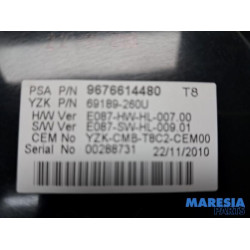 PSA P/N 9676614480 T8
YZK P/N 69189-260U
H/W Ver E087-HW-HL-007.00
S/W Ver E087-SW-HL-009.01
CEM No YZK-CMB-T8C2-CEM00
Serial No 00288731 22/11/2010
MARESIA
PARTS